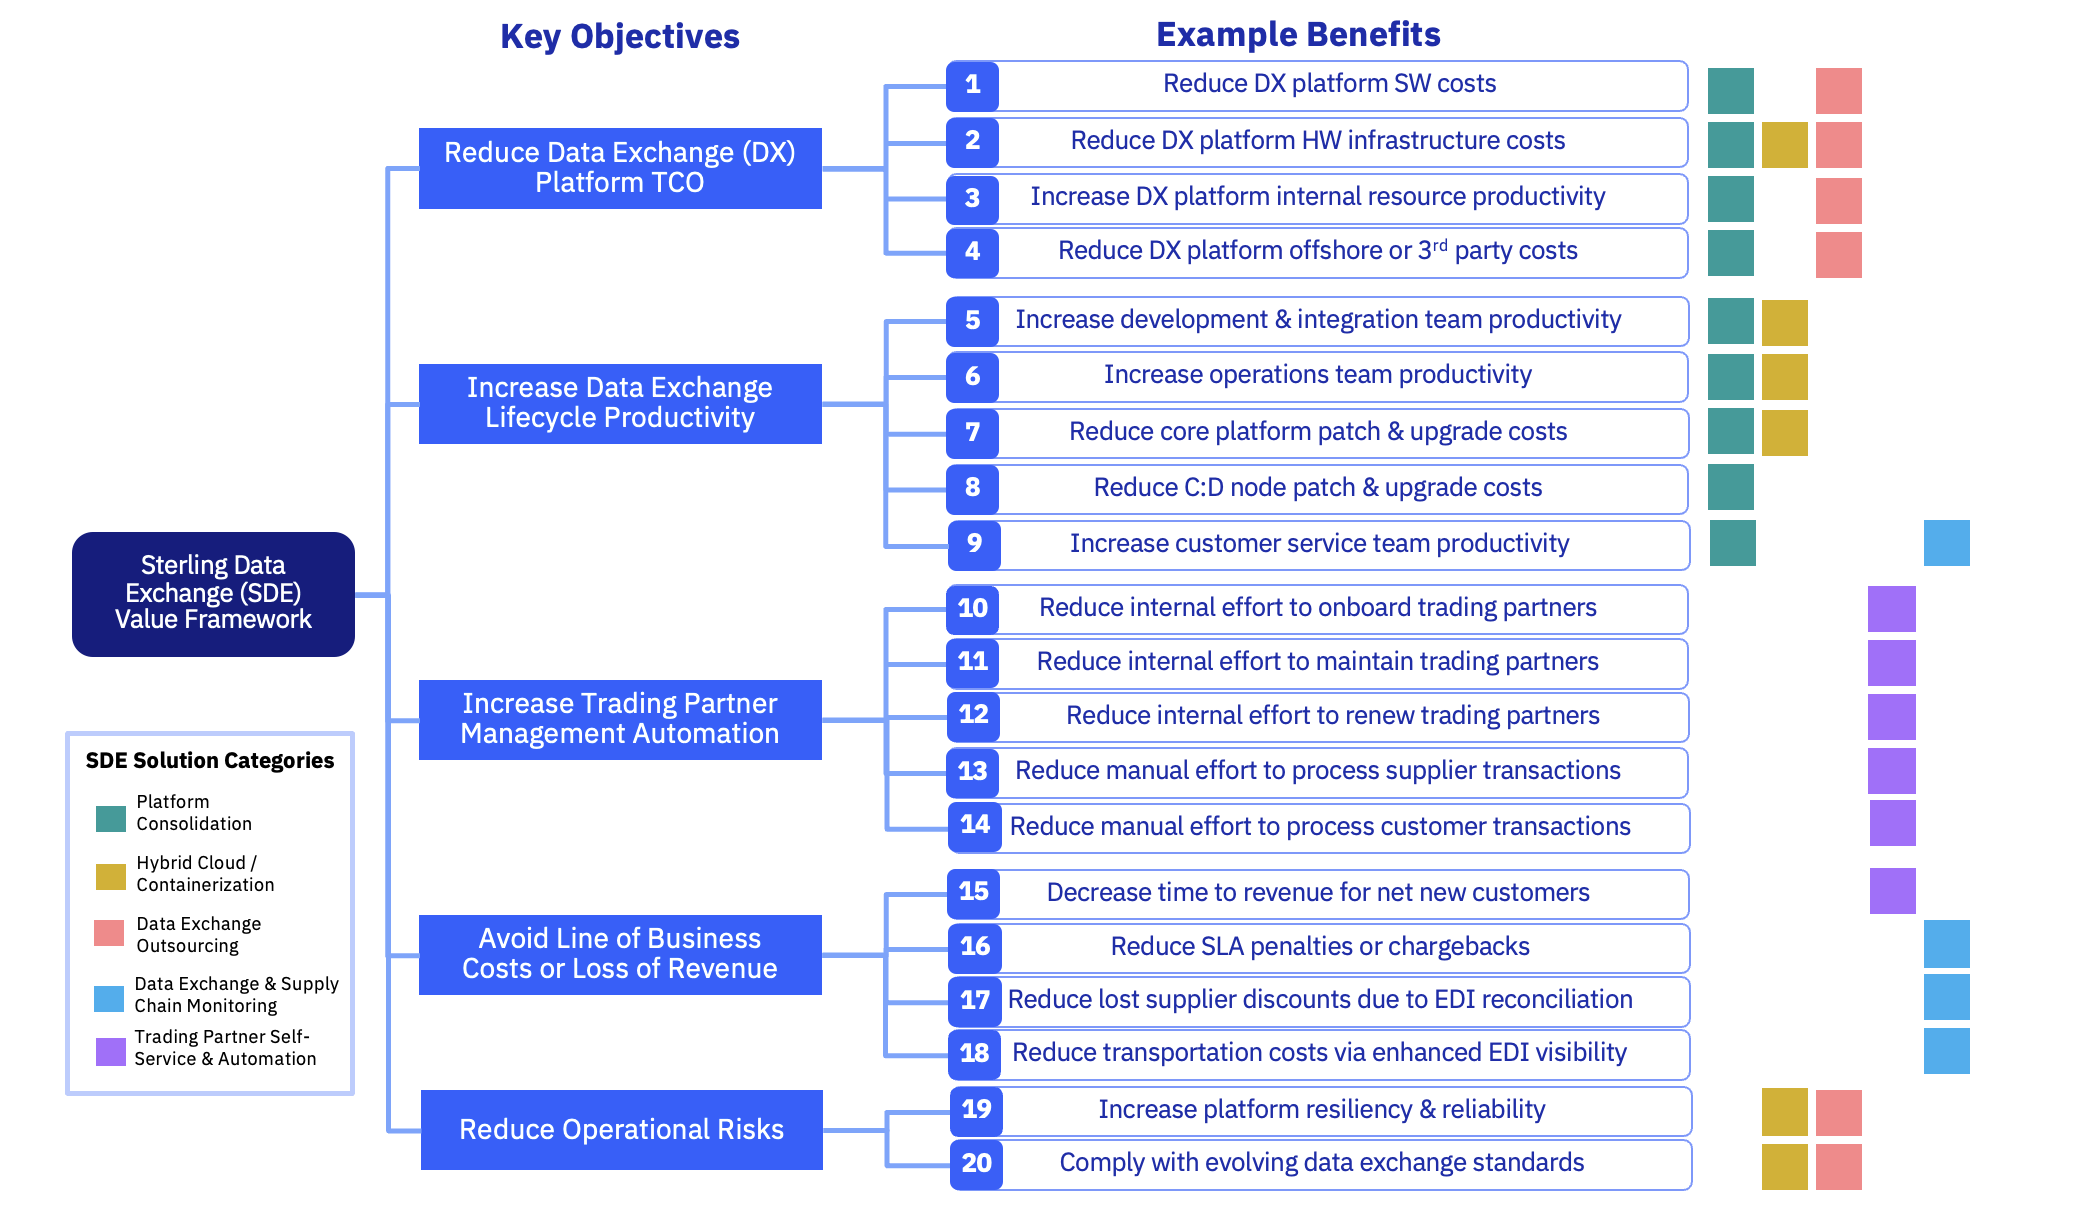 Key Objectives
Example Benefits
Sterling Data
Exchange (SDE)
Value Framework
Reduce Data Exchange (DX)
Platform TCO
1 Reduce DX platform SW costs
2 Reduce DX platform HW infrastructure costs
3 Increase DX platform internal resource productivity
4 Reduce DX platform offshore or 3rd party costs
Increase Data Exchange
Lifecycle Productivity
5 Increase development & integration team productivity
6 Increase operations team productivity
7 Reduce core platform patch & upgrade costs
8 Reduce C:D node patch & upgrade costs
9 Increase customer service team productivity
Increase Trading Partner
Management Automation
10 Reduce internal effort to onboard trading partners
11 Reduce internal effort to maintain trading partners
12 Reduce internal effort to renew trading partners
13 Reduce manual effort to process supplier transactions
14 Reduce manual effort to process customer transactions
Avoid Line of Business
Costs or Loss of Revenue
15 Decrease time to revenue for net new customers
16 Reduce SLA penalties or chargebacks
17 Reduce lost supplier discounts due to EDI reconciliation
18 Reduce transportation costs via enhanced EDI visibility
Reduce Operational Risks
19 Increase platform resiliency & reliability
20 Comply with evolving data exchange standards
SDE Solution Categories
Platform
Consolidation
Hybrid Cloud /
Containerization
Data Exchange
Outsourcing
Data Exchange & Supply
Chain Monitoring
Trading Partner Self-
Service & Automation